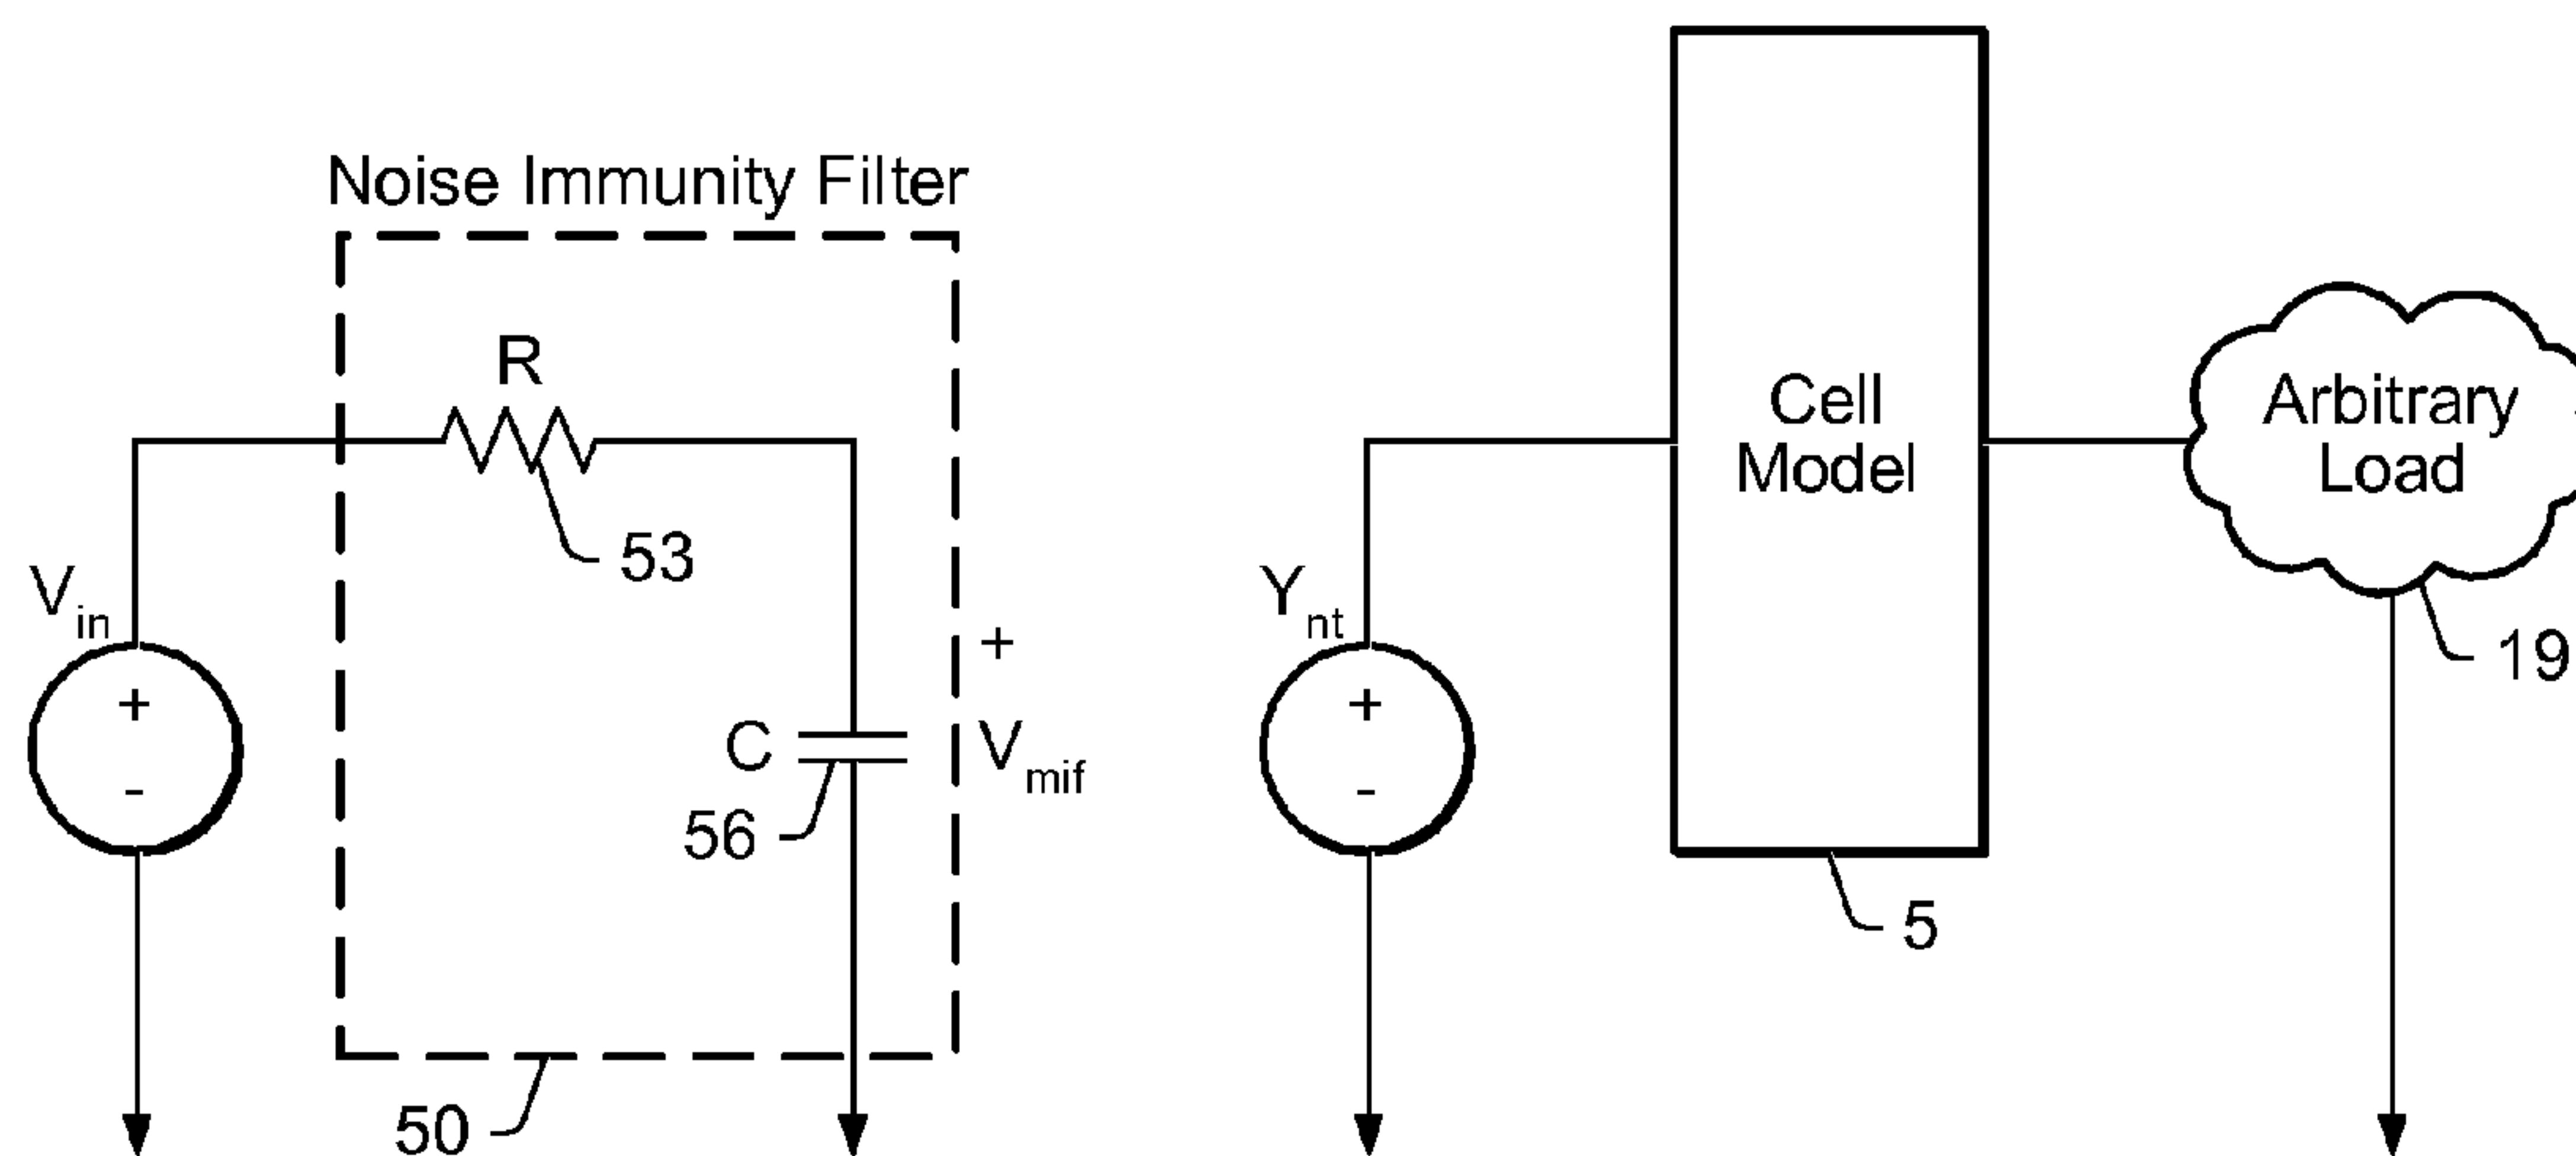 Noise Immunity Filter
R
53
V in
+
-
C
56
+
V mif
50
Y nt
+
-
Cell
Model
5
Arbitrary
Load
19